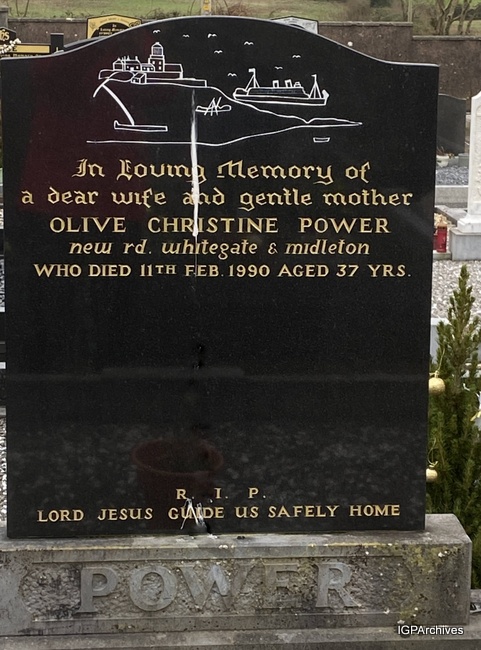 In Loving Memory of
a dear wife and gentle mother
OLIVE CHRISTINE POWER
new rd. whitegate & midleton
WHO DIED 11TH FEB. 1990 AGED 37 YRS.
R. I. P.
LORD JESUS GUIDE US SAFELY HOME
POWER
IGPArchives